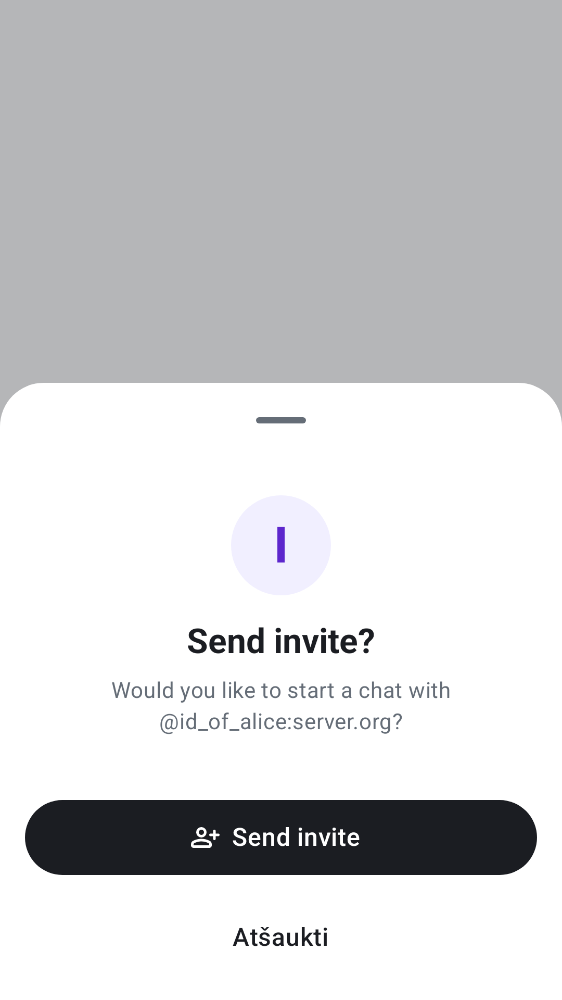 I
Send invite?
Would you like to start a chat with
@id_of_alice:server.org?
Send invite
Atšaukti